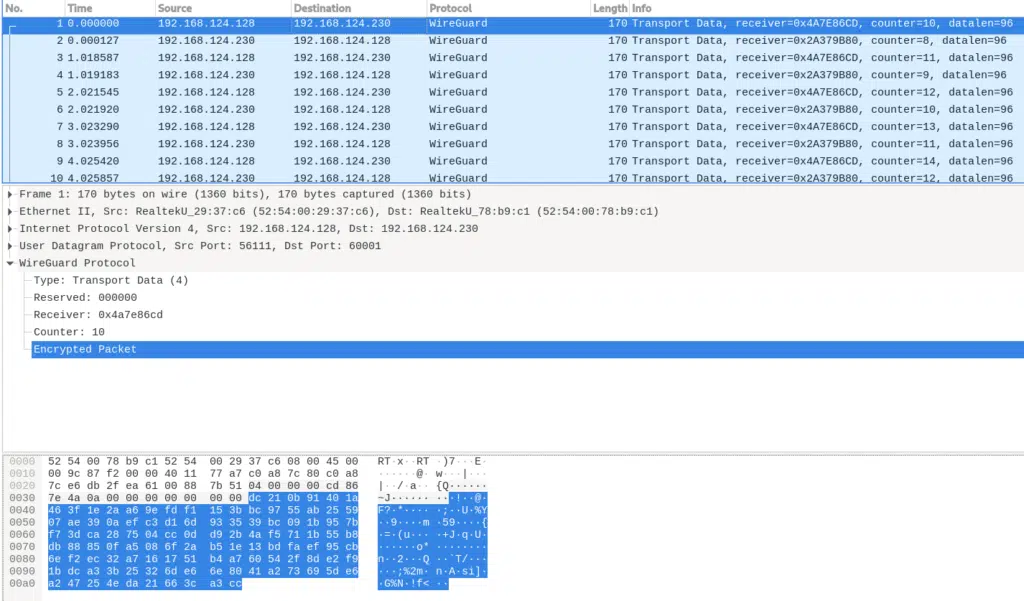 No. Time Source Destination Protocol Length Info
1 0.000000 192.168.124.128 192.168.124.230 WireGuard 170 Transport Data, receiver=0x4A7E86CD, counter=10, datalen=96
2 0.000127 192.168.124.230 192.168.124.128 WireGuard 170 Transport Data, receiver=0x2A379B80, counter=8, datalen=96
3 1.018587 192.168.124.128 192.168.124.230 WireGuard 170 Transport Data, receiver=0x4A7E86CD, counter=11, datalen=96
4 1.019183 192.168.124.230 192.168.124.128 WireGuard 170 Transport Data, receiver=0x2A379B80, counter=9, datalen=96
5 2.021545 192.168.124.128 192.168.124.230 WireGuard 170 Transport Data, receiver=0x4A7E86CD, counter=12, datalen=96
6 2.021920 192.168.124.230 192.168.124.128 WireGuard 170 Transport Data, receiver=0x2A379B80, counter=10, datalen=96
7 3.023290 192.168.124.128 192.168.124.230 WireGuard 170 Transport Data, receiver=0x4A7E86CD, counter=13, datalen=96
8 3.023956 192.168.124.230 192.168.124.128 WireGuard 170 Transport Data, receiver=0x2A379B80, counter=11, datalen=96
9 4.025420 192.168.124.128 192.168.124.230 WireGuard 170 Transport Data, receiver=0x4A7E86CD, counter=14, datalen=96
10 4.025857 192.168.124.230 192.168.124.128 WireGuard 170 Transport Data, receiver=0x2A379B80, counter=12, datalen=96
Frame 1: 170 bytes on wire (1360 bits), 170 bytes captured (1360 bits)
Ethernet II, Src: RealtekU_29:37:c6 (52:54:00:29:37:c6), Dst: RealtekU_78:b9:c1 (52:54:00:78:b9:c1)
Internet Protocol Version 4, Src: 192.168.124.128, Dst: 192.168.124.230
User Datagram Protocol, Src Port: 56111, Dst Port: 60001
WireGuard Protocol
Type: Transport Data (4)
Reserved: 000000
Receiver: 0x4a7e86cd
Counter: 10
Encrypted Packet
0000 52 54 00 78 b9 c1 52 54 00 29 37 c6 08 00 45 00 RT·x··RT ·)7···E·
0010 00 9c 87 f2 00 00 40 11 77 a7 c0 a8 7c 80 c0 a8 ······@· w···|···
0020 7c e6 db 2f ea 61 00 88 7b 51 04 00 00 00 cd 86 |··/·a·· {Q······
0030 7e 4a 0a 00 00 00 00 00 00 00 dc 21 0b 91 40 1a ~J······ ···!··@·
0040 46 3f 1e 2a a6 9e fd f1 15 3b bc 97 55 ab 25 59 F?·*···· ·;··U·%Y
0050 07 ae 39 0a ef c3 d1 6d 93 35 39 bc 09 1b 95 7b ··9····m ·59····{
0060 f7 3d ca 28 75 04 cc 0d d9 2b 4a f5 71 1b 55 b8 ·=·(u··· ·+J·q·U·
0070 db 88 85 0f a5 08 6f 2a b5 1e 13 bd fa ef 95 cb ······o* ········
0080 6e f2 ec 32 a7 16 17 51 b4 a7 60 54 2f 8d e2 f9 n··2···Q ··`T/···
0090 1b dc a3 3b 25 32 6d e6 6e 80 41 a2 73 69 5d e6 ···;%2m· n·A·si]·
00a0 a2 47 25 4e da 21 66 3c a3 cc ·G%N·!f< ··